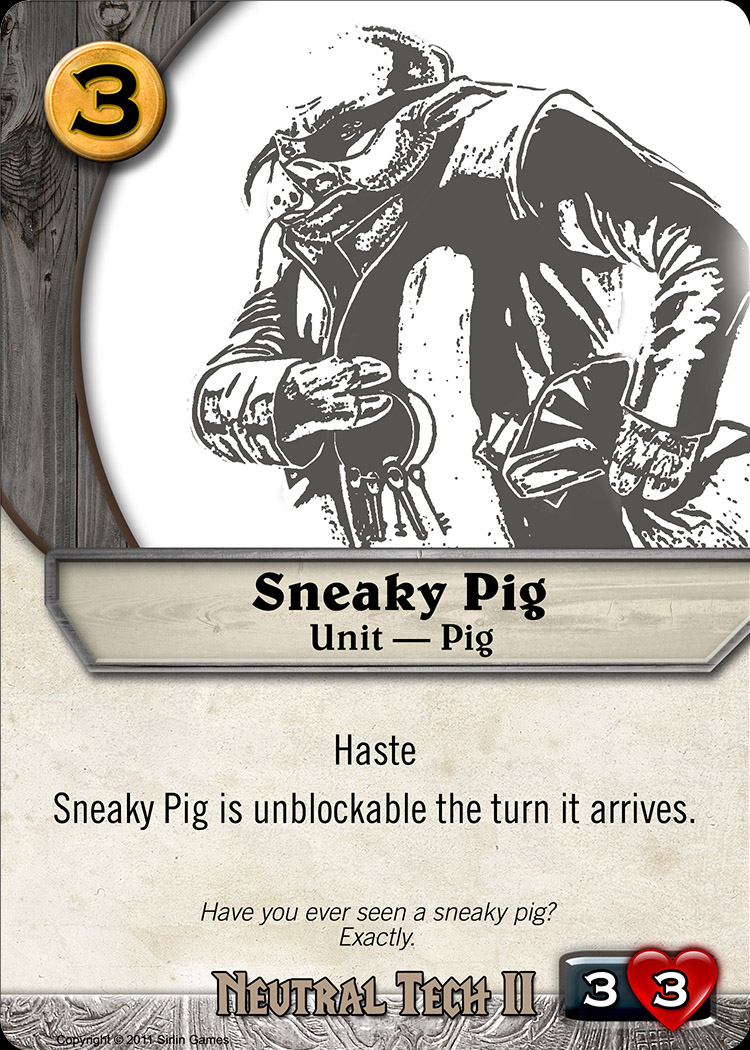 3
Sneaky Pig
Unit — Pig
Haste
Sneaky Pig is unblockable the turn it arrives.
Have you ever seen a sneaky pig?
Exactly.
Neutral Tech II
3 3
Copyright © 2011 Sirlin Games